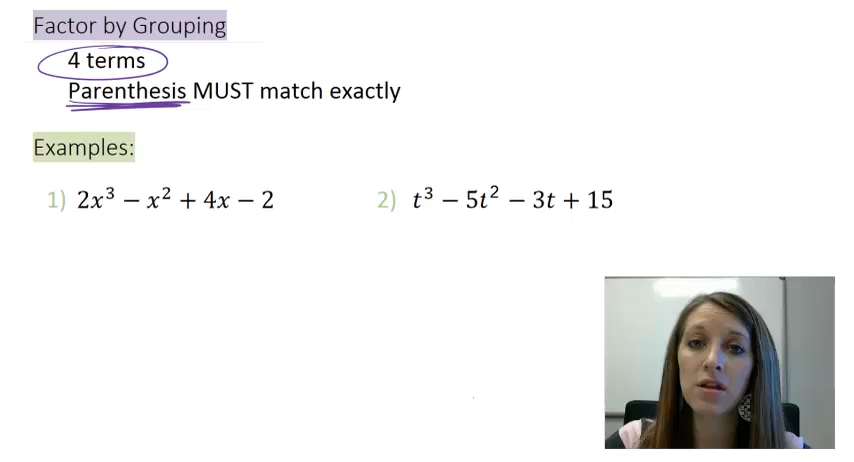 Factor by Grouping
4 terms
Parenthesis MUST match exactly
Examples:
1) 2x³ − x² + 4x − 2
2) t³ − 5t² − 3t + 15